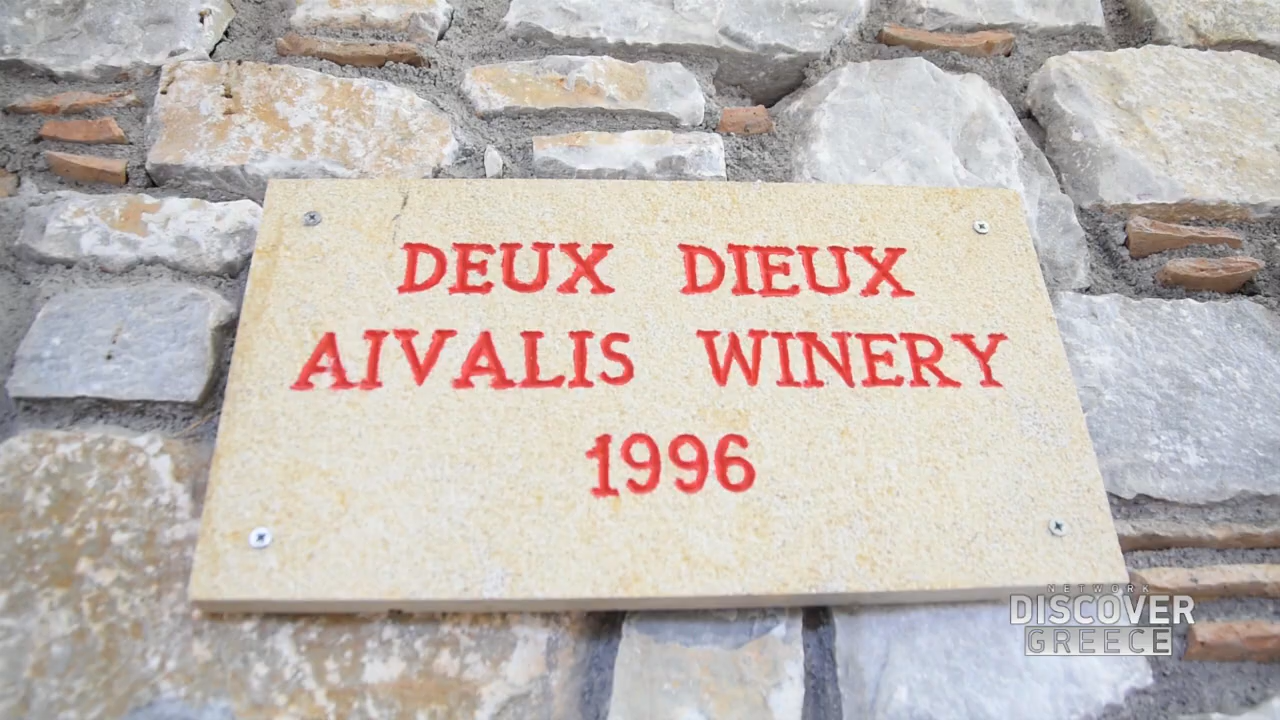 DEUX DIEUX
AIVALIS WINERY
1996
NETWORK
DISCOVER
GREECE